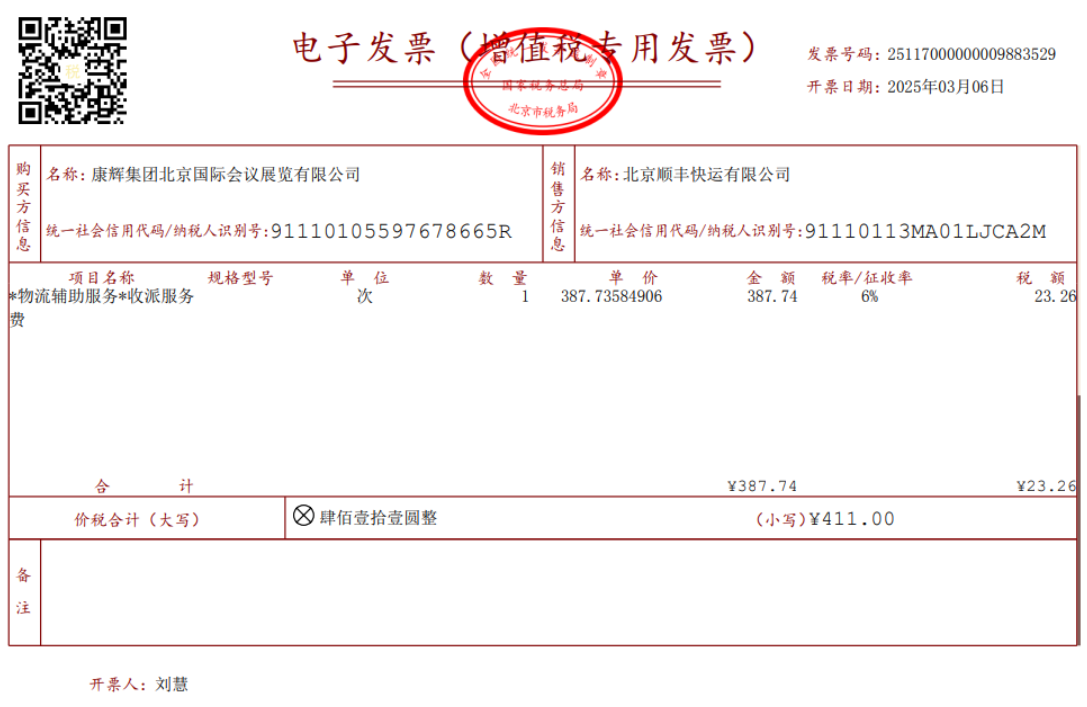 电子发票（增值税专用发票）
全国统一发票监制章
国家税务总局
北京市税务局
发票号码：25117000000009883529
开票日期：2025年03月06日
购买方信息
名称：康辉集团北京国际会议展览有限公司
统一社会信用代码/纳税人识别号：91110105597678665R
销售方信息
名称：北京顺丰快运有限公司
统一社会信用代码/纳税人识别号：91110113MA01LJCA2M
项目名称 规格型号 单位 数量 单价 金额 税率/征收率 税额
*物流辅助服务*收派服务 次 1 387.73584906 387.74 6% 23.26
费
合计 ¥387.74 ¥23.26
价税合计（大写） ⊗肆佰壹拾壹圆整 （小写）¥411.00
备注
开票人：刘慧